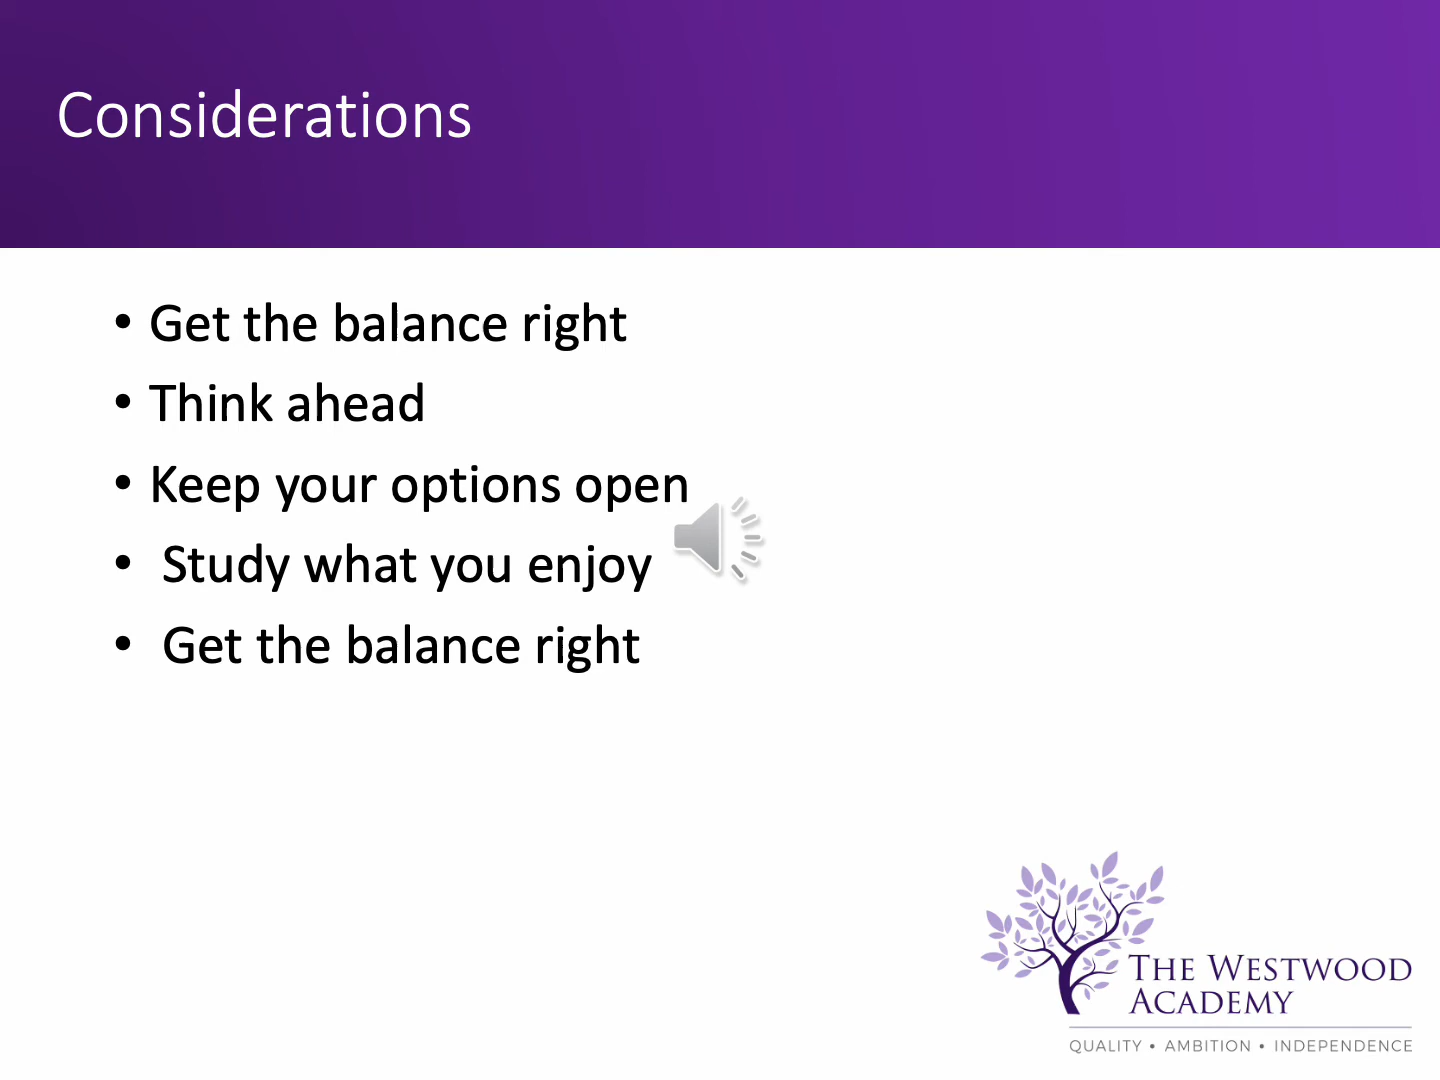 Considerations
• Get the balance right
• Think ahead
• Keep your options open
• Study what you enjoy
• Get the balance right
THE WESTWOOD
ACADEMY
QUALITY • AMBITION • INDEPENDENCE